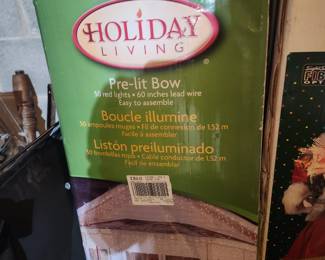 HOLIDAY
LIVING
Pre-lit Bow
50 red lights • 60 inches lead wire
Easy to assemble
Boucle illumine
50 ampoules rouges • Fil de connexion de 1,52 m
Facile à assembler
Listón preiluminado
50 bombillas rojas • Cable conductor de 1,52 m
Fácil de ensamblar